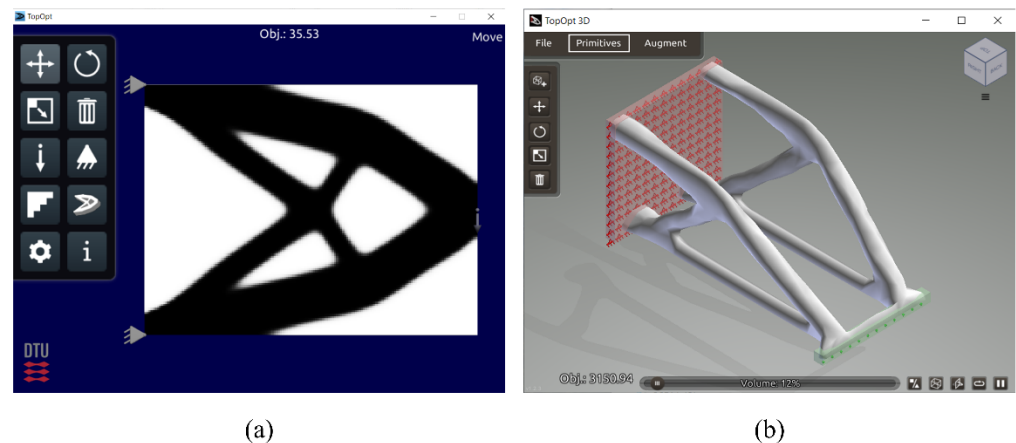 TopOpt
Obj.: 35.53
Move
DTU
TopOpt 3D
File
Primitives
Augment
Obj.: 3150.94
Volume: 12%
(a)
(b)